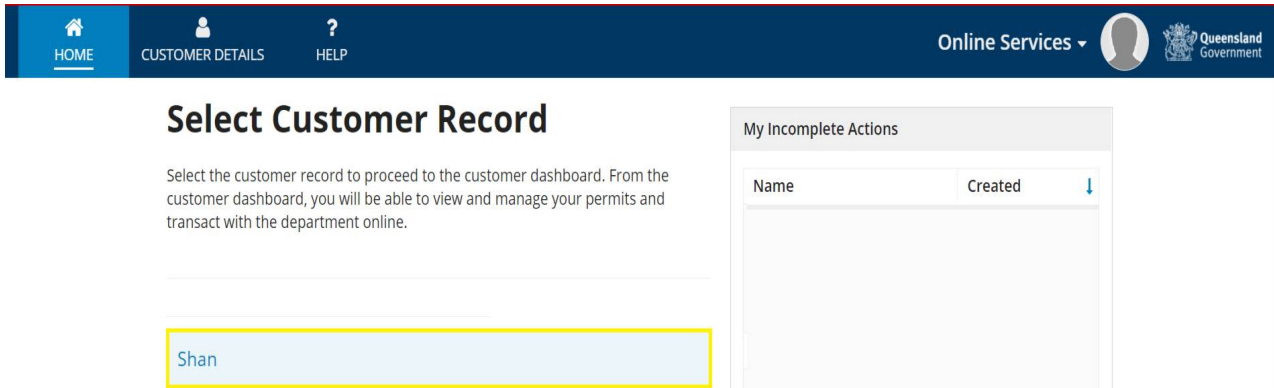 HOME
CUSTOMER DETAILS
?
HELP
Online Services
Queensland
Government
Select Customer Record
Select the customer record to proceed to the customer dashboard. From the
customer dashboard, you will be able to view and manage your permits and
transact with the department online.
Shan
My Incomplete Actions
Name Created